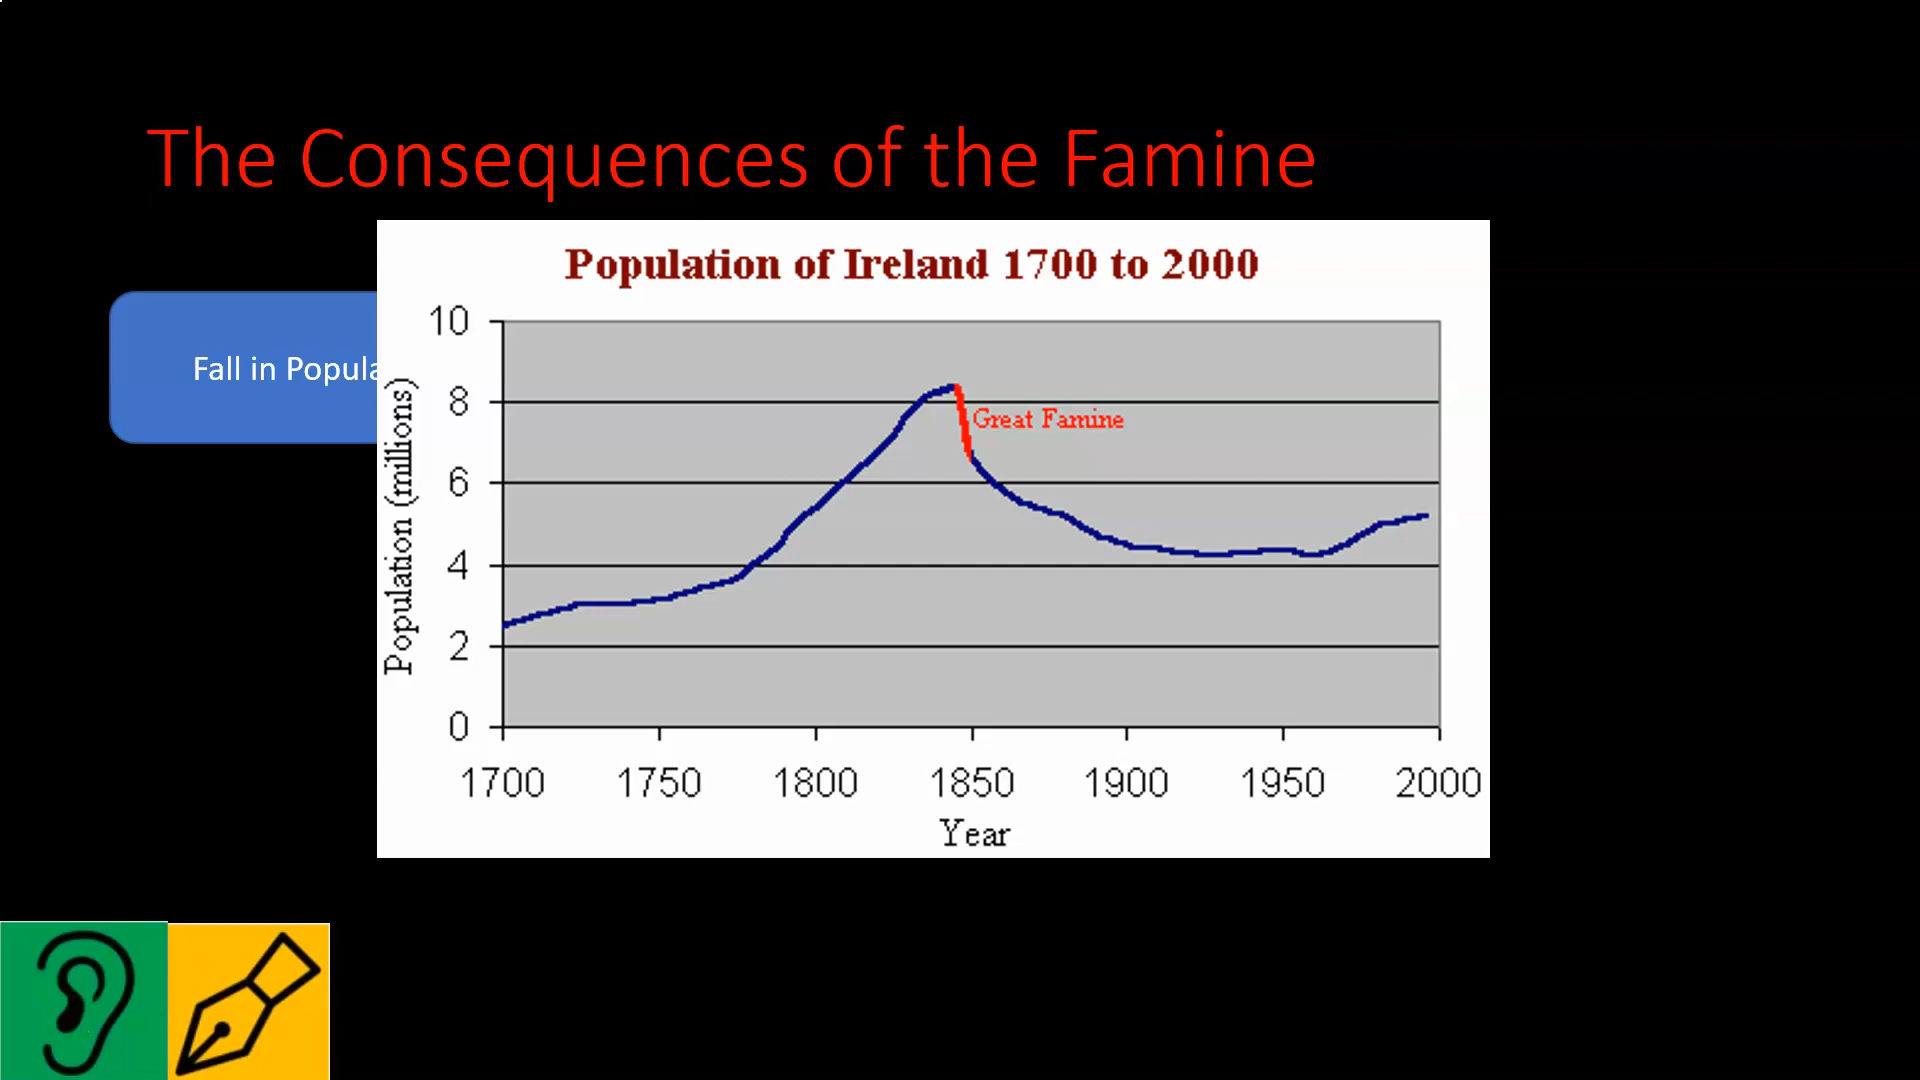 The Consequences of the Famine
Fall in Popula
Population of Ireland 1700 to 2000
Population (millions)
10
8
6
4
2
0
Great Famine
1700 1750 1800 1850 1900 1950 2000
Year